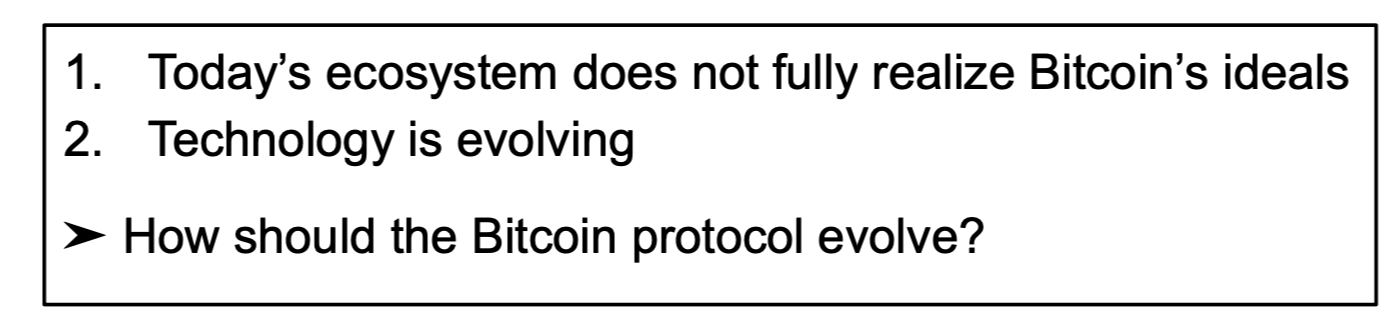 1. Today’s ecosystem does not fully realize Bitcoin’s ideals
2. Technology is evolving
➤ How should the Bitcoin protocol evolve?